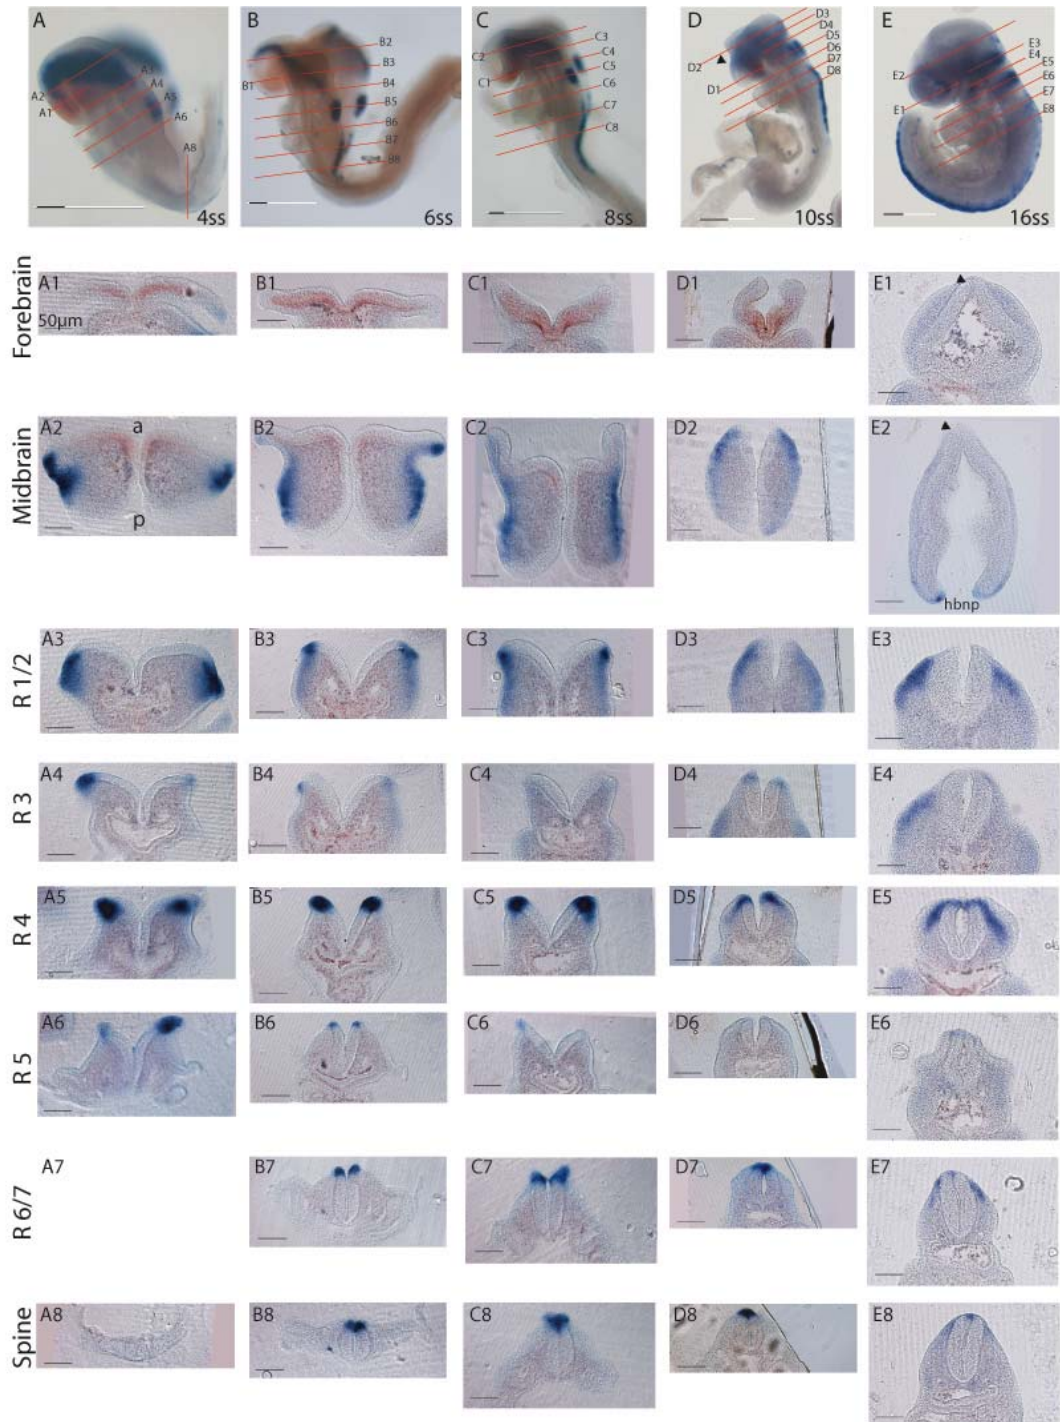 A
A2
A1
A3
A4
A5
A6
A8
4ss
B
B1
B2
B3
B4
B5
B6
B7
B8
6ss
C
C2
C1
C3
C4
C5
C6
C7
C8
8ss
D
D2
D1
D3
D4
D5
D6
D7
D8
10ss
E
E2
E1
E3
E4
E5
E6
E7
E8
16ss
Forebrain
A1
50µm
B1
C1
D1
E1
Midbrain
A2
a
p
B2
C2
D2
E2
hbnp
R 1/2
A3
B3
C3
D3
E3
R 3
A4
B4
C4
D4
E4
R 4
A5
B5
C5
D5
E5
R 5
A6
B6
C6
D6
E6
R 6/7
A7
B7
C7
D7
E7
Spine
A8
B8
C8
D8
E8